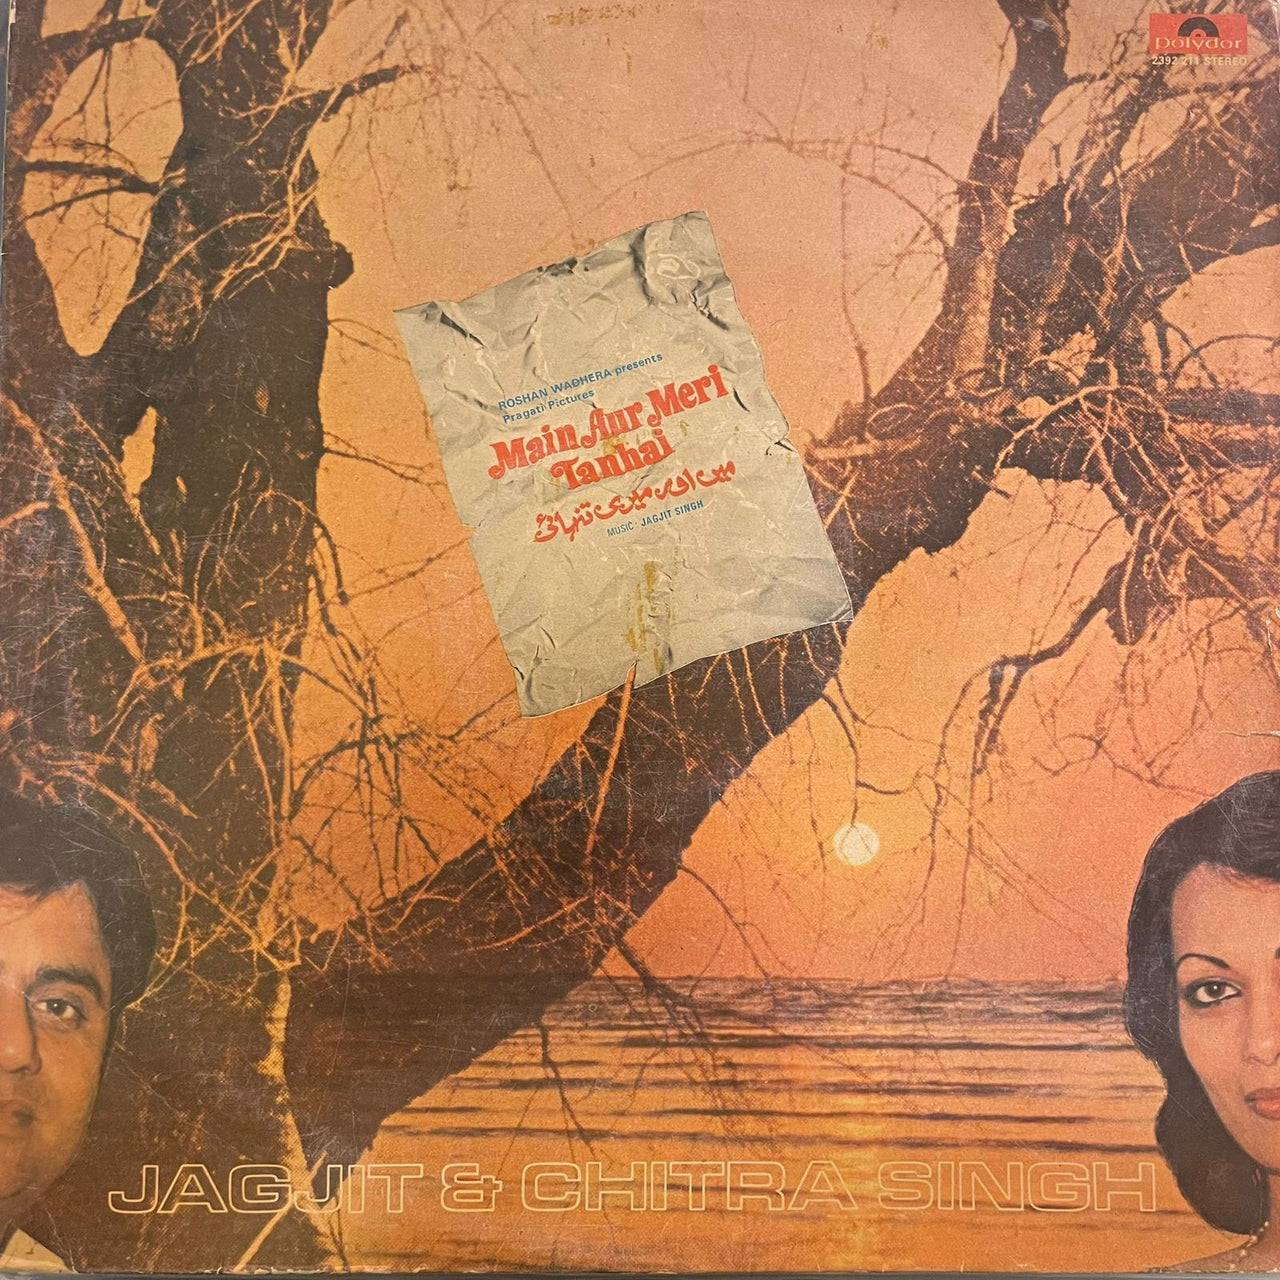 Polydor
2392 211 STEREO
ROSHAN WADHERA presents
Pragati Pictures
Main Aur Meri
Tanhai
میں اور میری تنہائی
MUSIC · JAGJIT SINGH
JAGJIT & CHITRA SINGH